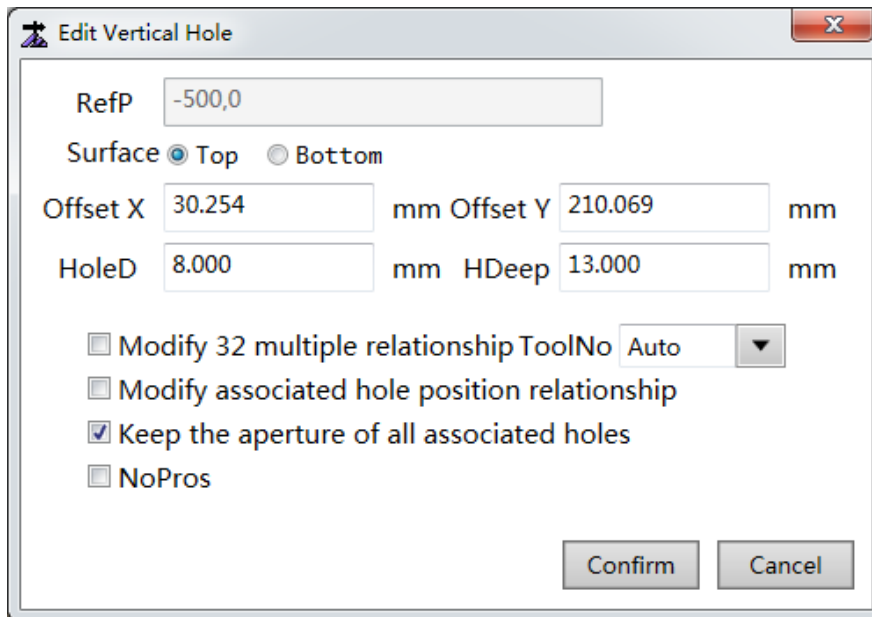 Edit Vertical Hole
RefP -500,0
Surface Top Bottom
Offset X 30.254 mm Offset Y 210.069 mm
HoleD 8.000 mm HDeep 13.000 mm
Modify 32 multiple relationship ToolNo Auto
Modify associated hole position relationship
Keep the aperture of all associated holes
NoPros
Confirm Cancel